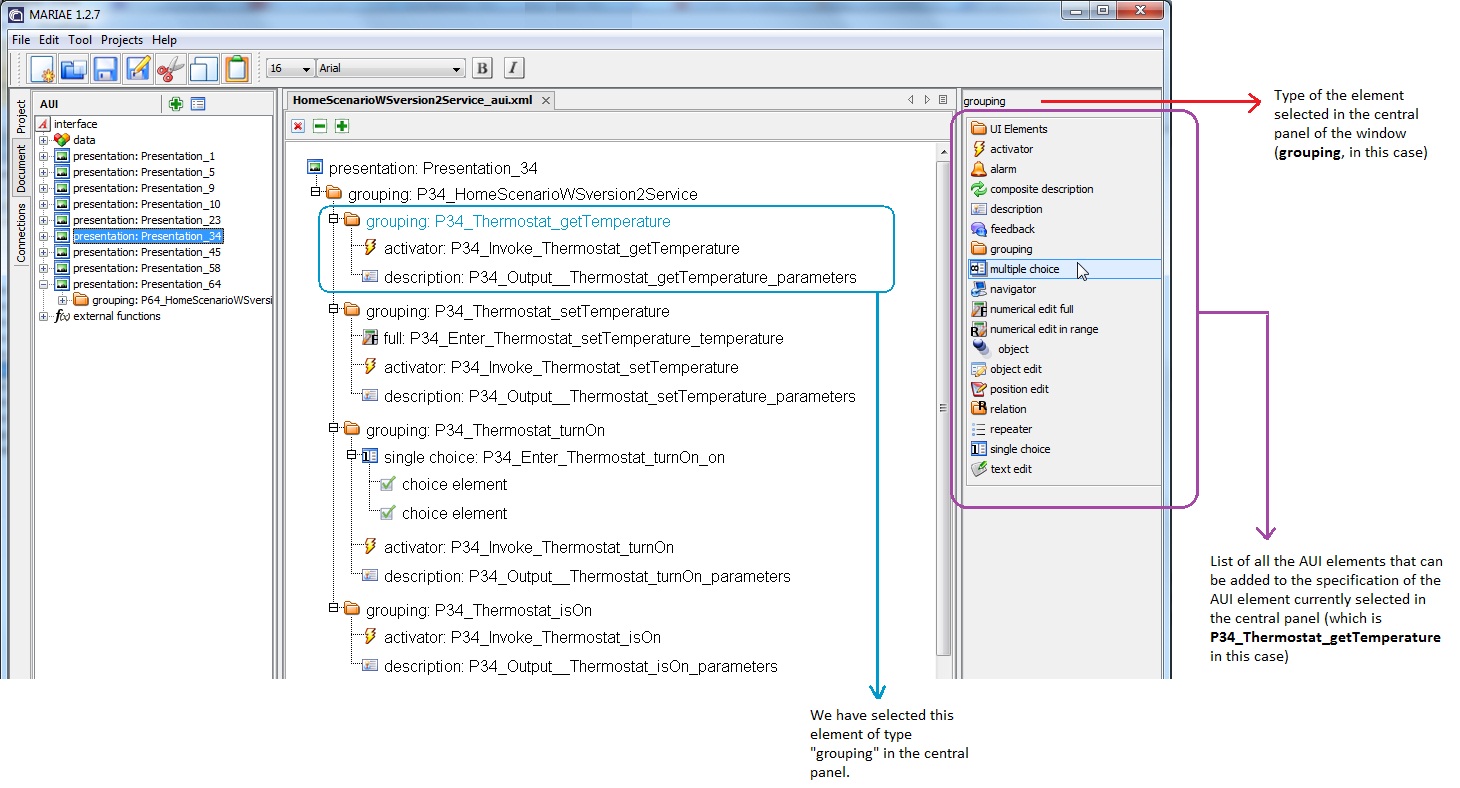 MARIAE 1.2.7
File Edit Tool Projects Help
16 Arial B I
Project
Document
Connections
AUI
interface
data
presentation: Presentation_1
presentation: Presentation_5
presentation: Presentation_9
presentation: Presentation_10
presentation: Presentation_23
presentation: Presentation_34
presentation: Presentation_45
presentation: Presentation_58
presentation: Presentation_64
grouping: P64_HomeScenarioWSversi
f(x) external functions
HomeScenarioWSversion2Service_aui.xml
presentation: Presentation_34
grouping: P34_HomeScenarioWSversion2Service
grouping: P34_Thermostat_getTemperature
activator: P34_Invoke_Thermostat_getTemperature
description: P34_Output__Thermostat_getTemperature_parameters
grouping: P34_Thermostat_setTemperature
full: P34_Enter_Thermostat_setTemperature_temperature
activator: P34_Invoke_Thermostat_setTemperature
description: P34_Output__Thermostat_setTemperature_parameters
grouping: P34_Thermostat_turnOn
single choice: P34_Enter_Thermostat_turnOn_on
choice element
choice element
activator: P34_Invoke_Thermostat_turnOn
description: P34_Output__Thermostat_turnOn_parameters
grouping: P34_Thermostat_isOn
activator: P34_Invoke_Thermostat_isOn
description: P34_Output__Thermostat_isOn_parameters
grouping
UI Elements
activator
alarm
composite description
description
feedback
grouping
multiple choice
navigator
numerical edit full
numerical edit in range
object
object edit
position edit
relation
repeater
single choice
text edit
Type of the element
selected in the central
panel of the window
(grouping, in this case)
List of all the AUI elements that can
be added to the specification of the
AUI element currently selected in
the central panel (which is
P34_Thermostat_getTemperature
in this case)
We have selected this
element of type
"grouping" in the central
panel.